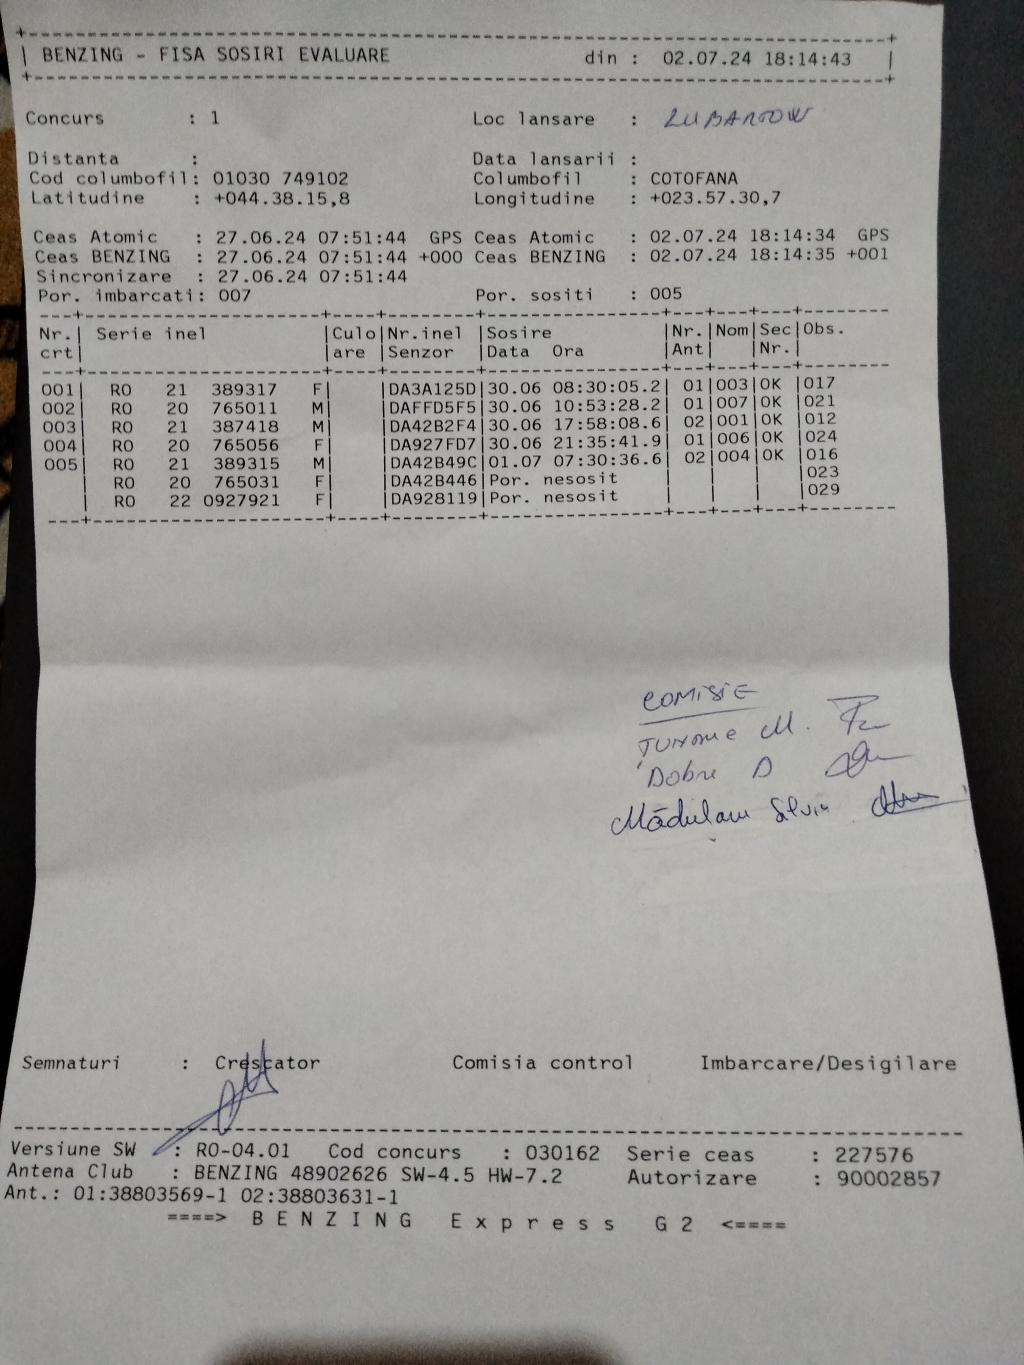 | BENZING - FISA SOSIRI EVALUARE din : 02.07.24 18:14:43 |
Concurs : 1 Loc lansare : LUBARTOW
Distanta : Data lansarii :
Cod columbofil: 01030 749102 Columbofil : COTOFANA
Latitudine : +044.38.15,8 Longitudine : +023.57.30,7
Ceas Atomic : 27.06.24 07:51:44 GPS Ceas Atomic : 02.07.24 18:14:34 GPS
Ceas BENZING : 27.06.24 07:51:44 +000 Ceas BENZING : 02.07.24 18:14:35 +001
Sincronizare : 27.06.24 07:51:44
Por. imbarcati: 007 Por. sositi : 005
Nr.| Serie inel |Culo|Nr.inel |Sosire |Nr.|Nom|Sec|Obs.
crt| |are |Senzor |Data Ora |Ant| |Nr.|
001| RO 21 389317 F| |DA3A125D|30.06 08:30:05.2| 01|003|OK |017
002| RO 20 765011 M| |DAFFD5F5|30.06 10:53:28.2| 01|007|OK |021
003| RO 21 387418 M| |DA42B2F4|30.06 17:58:08.6| 02|001|OK |012
004| RO 20 765056 F| |DA927FD7|30.06 21:35:41.9| 01|006|OK |024
005| RO 21 389315 M| |DA42B49C|01.07 07:30:36.6| 02|004|OK |016
RO 20 765031 F| |DA42B446|Por. nesosit | | | |023
RO 22 0927921 F| |DA928119|Por. nesosit | | | |029
COMISIE
M.
Dobre D
Mădularu Silviu
Semnaturi : Crescator Comisia control Imbarcare/Desigilare
Versiune SW : RO-04.01 Cod concurs : 030162 Serie ceas : 227576
Antena Club : BENZING 48902626 SW-4.5 HW-7.2 Autorizare : 90002857
Ant.: 01:38803569-1 02:38803631-1
====> B E N Z I N G E x p r e s s G 2 <====